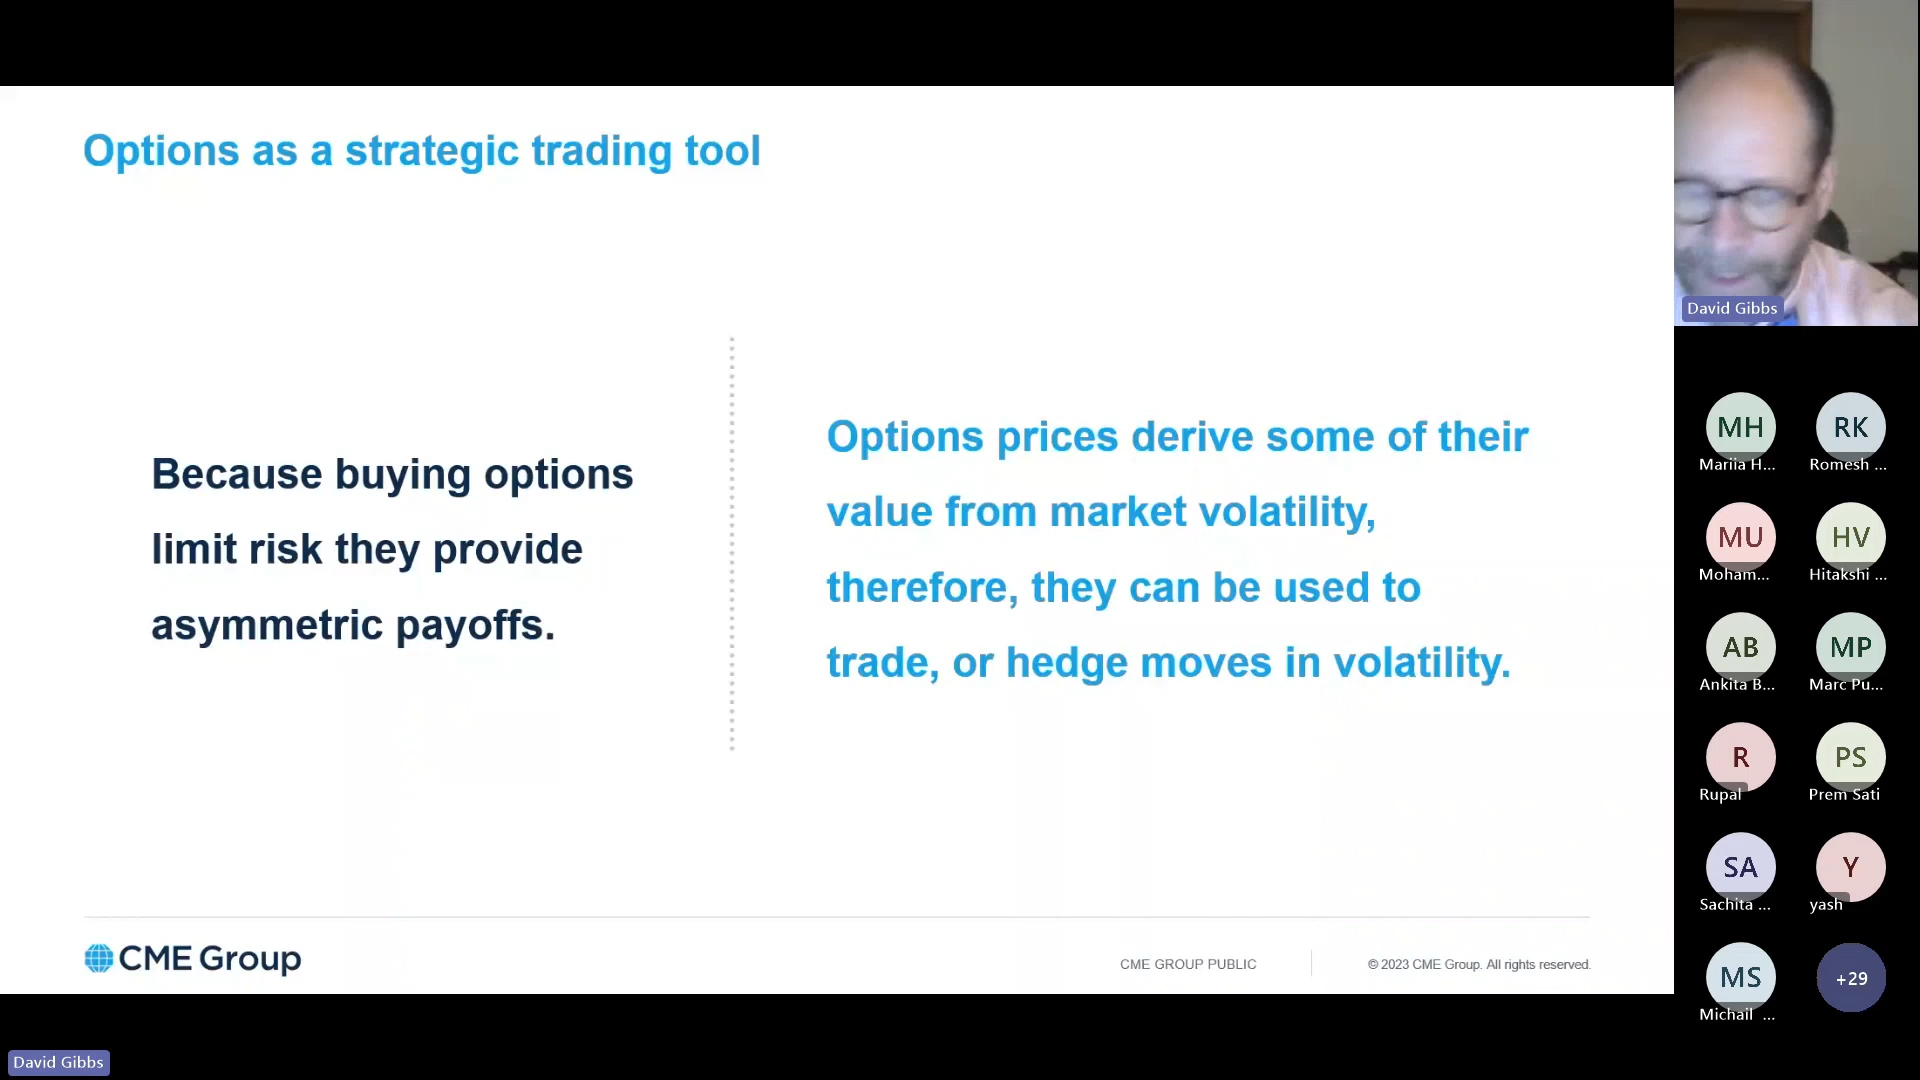 Options as a strategic trading tool
Because buying options
limit risk they provide
asymmetric payoffs.
Options prices derive some of their
value from market volatility,
therefore, they can be used to
trade, or hedge moves in volatility.
CME Group
CME GROUP PUBLIC
© 2023 CME Group. All rights reserved.
David Gibbs
MH
RK
Mariia H...
Romesh ...
MU
HV
Moham...
Hitakshi ...
AB
MP
Ankita B...
Marc Pu...
R
PS
Rupal
Prem Sati
SA
Y
Sachita ...
yash
MS
+29
Michail ...
David Gibbs